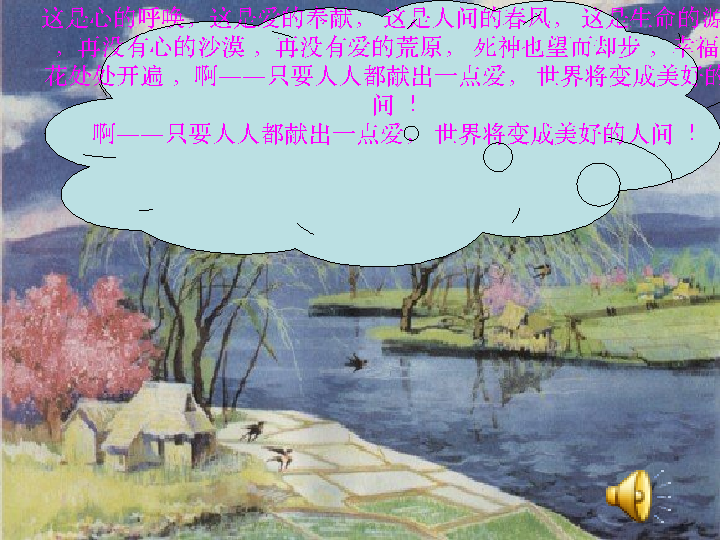 这是心的呼唤，这是爱的奉献， 这是人间的春风， 这是生命的源
，再没有心的沙漠，再没有爱的荒原， 死神也望而却步，幸福
花处处开遍，啊——只要人人都献出一点爱， 世界将变成美好的
间！
啊——只要人人都献出一点爱， 世界将变成美好的人间！